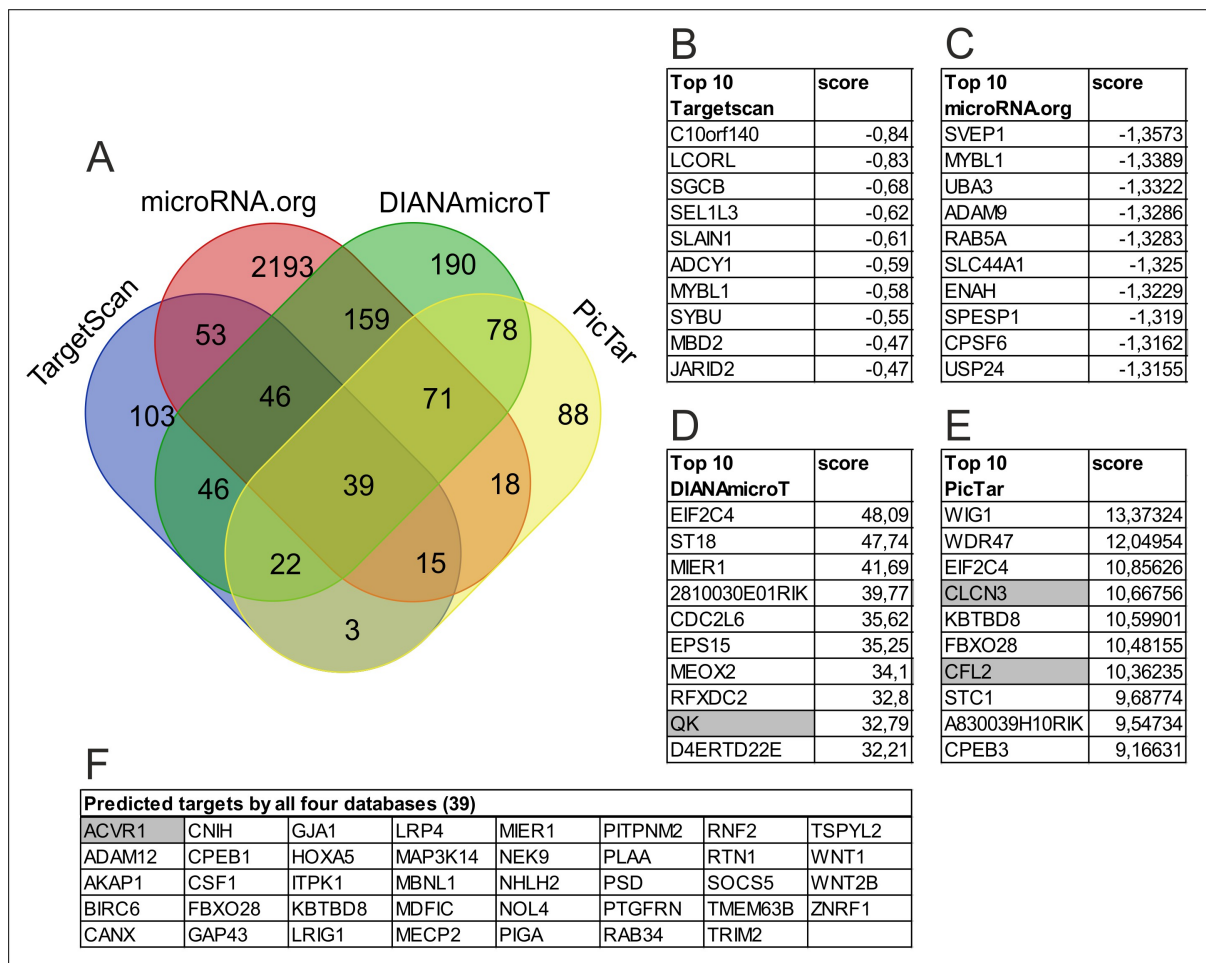 A
microRNA.org
DIANAmicroT
TargetScan
PicTar
2193
190
53
159
78
103
46
71
88
46
39
18
22
15
3
B
Top 10 Targetscan score
C10orf140 -0,84
LCORL -0,83
SGCB -0,68
SEL1L3 -0,62
SLAIN1 -0,61
ADCY1 -0,59
MYBL1 -0,58
SYBU -0,55
MBD2 -0,47
JARID2 -0,47
C
Top 10 microRNA.org score
SVEP1 -1,3573
MYBL1 -1,3389
UBA3 -1,3322
ADAM9 -1,3286
RAB5A -1,3283
SLC44A1 -1,325
ENAH -1,3229
SPESP1 -1,319
CPSF6 -1,3162
USP24 -1,3155
D
Top 10 DIANAmicroT score
EIF2C4 48,09
ST18 47,74
MIER1 41,69
2810030E01RIK 39,77
CDC2L6 35,62
EPS15 35,25
MEOX2 34,1
RFXDC2 32,8
QK 32,79
D4ERTD22E 32,21
E
Top 10 PicTar score
WIG1 13,37324
WDR47 12,04954
EIF2C4 10,85626
CLCN3 10,66756
KBTBD8 10,59901
FBXO28 10,48155
CFL2 10,36235
STC1 9,68774
A830039H10RIK 9,54734
CPEB3 9,16631
F
Predicted targets by all four databases (39)
ACVR1 CNIH GJA1 LRP4 MIER1 PITPNM2 RNF2 TSPYL2
ADAM12 CPEB1 HOXA5 MAP3K14 NEK9 PLAA RTN1 WNT1
AKAP1 CSF1 ITPK1 MBNL1 NHLH2 PSD SOCS5 WNT2B
BIRC6 FBXO28 KBTBD8 MDFIC NOL4 PTGFRN TMEM63B ZNRF1
CANX GAP43 LRIG1 MECP2 PIGA RAB34 TRIM2